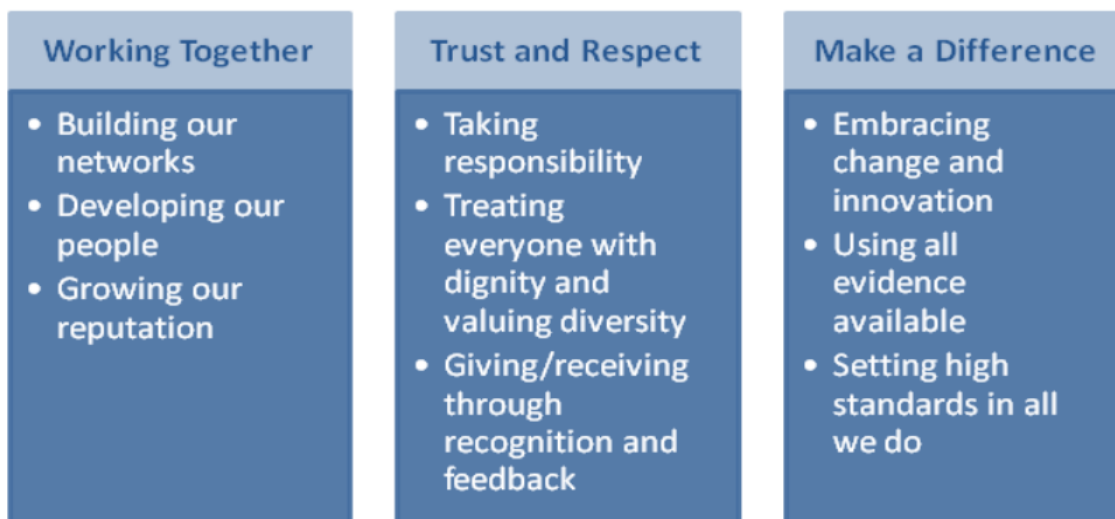 Working Together
• Building our
networks
• Developing our
people
• Growing our
reputation
Trust and Respect
• Taking
responsibility
• Treating
everyone with
dignity and
valuing diversity
• Giving/receiving
through
recognition and
feedback
Make a Difference
• Embracing
change and
innovation
• Using all
evidence
available
• Setting high
standards in all
we do